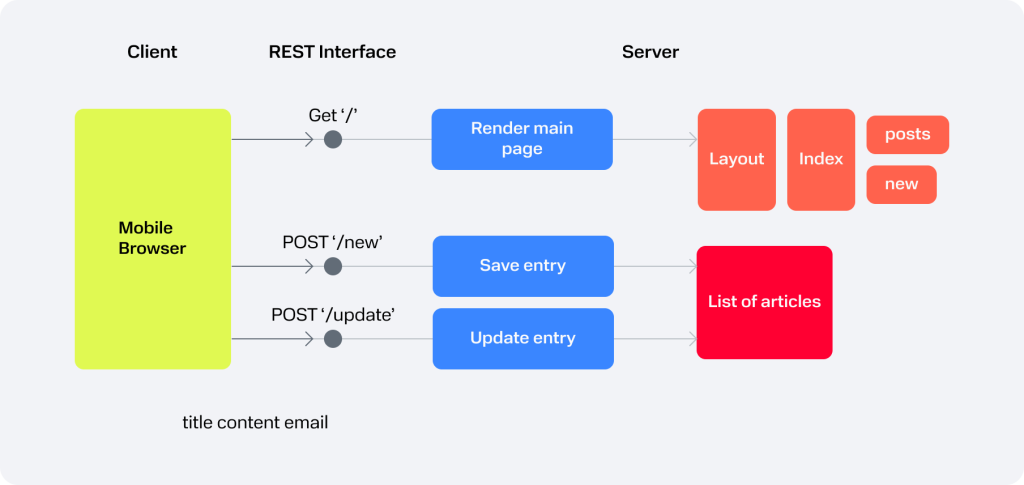 Client
REST Interface
Server
Get ‘/’
Render main
page
Layout
Index
posts
new
Mobile
Browser
POST ‘/new’
Save entry
List of articles
POST ‘/update’
Update entry
title content email